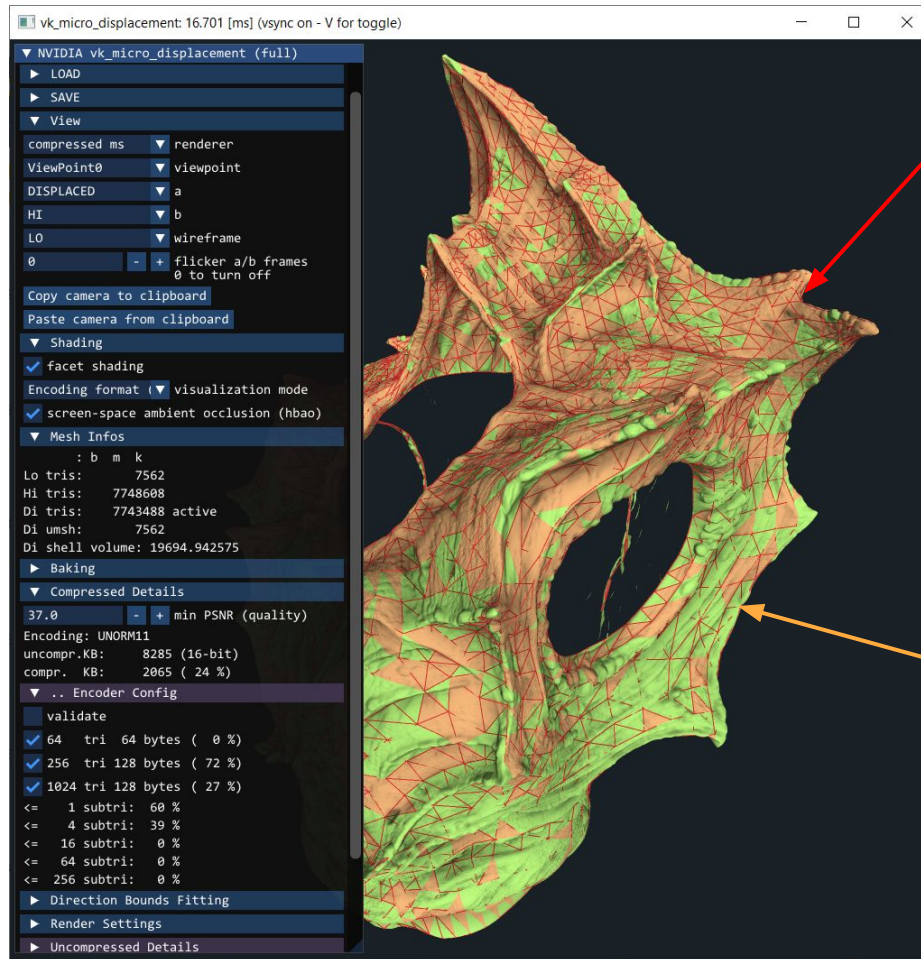 vk_micro_displacement: 16.701 [ms] (vsync on - V for toggle)
NVIDIA vk_micro_displacement (full)
LOAD
SAVE
View
compressed ms renderer
ViewPoint0 viewpoint
DISPLACED a
HI b
LO wireframe
0 - + flicker a/b frames
0 to turn off
Copy camera to clipboard
Paste camera from clipboard
Shading
facet shading
Encoding format ( visualization mode
screen-space ambient occlusion (hbao)
Mesh Infos
: b m k
Lo tris: 7562
Hi tris: 7748608
Di tris: 7743488 active
Di umsh: 7562
Di shell volume: 19694.942575
Baking
Compressed Details
37.0 - + min PSNR (quality)
Encoding: UNORM11
uncompr.KB: 8285 (16-bit)
compr. KB: 2065 ( 24 %)
.. Encoder Config
validate
64 tri 64 bytes ( 0 %)
256 tri 128 bytes ( 72 %)
1024 tri 128 bytes ( 27 %)
<= 1 subtri: 60 %
<= 4 subtri: 39 %
<= 16 subtri: 0 %
<= 64 subtri: 0 %
<= 256 subtri: 0 %
Direction Bounds Fitting
Render Settings
Uncompressed Details